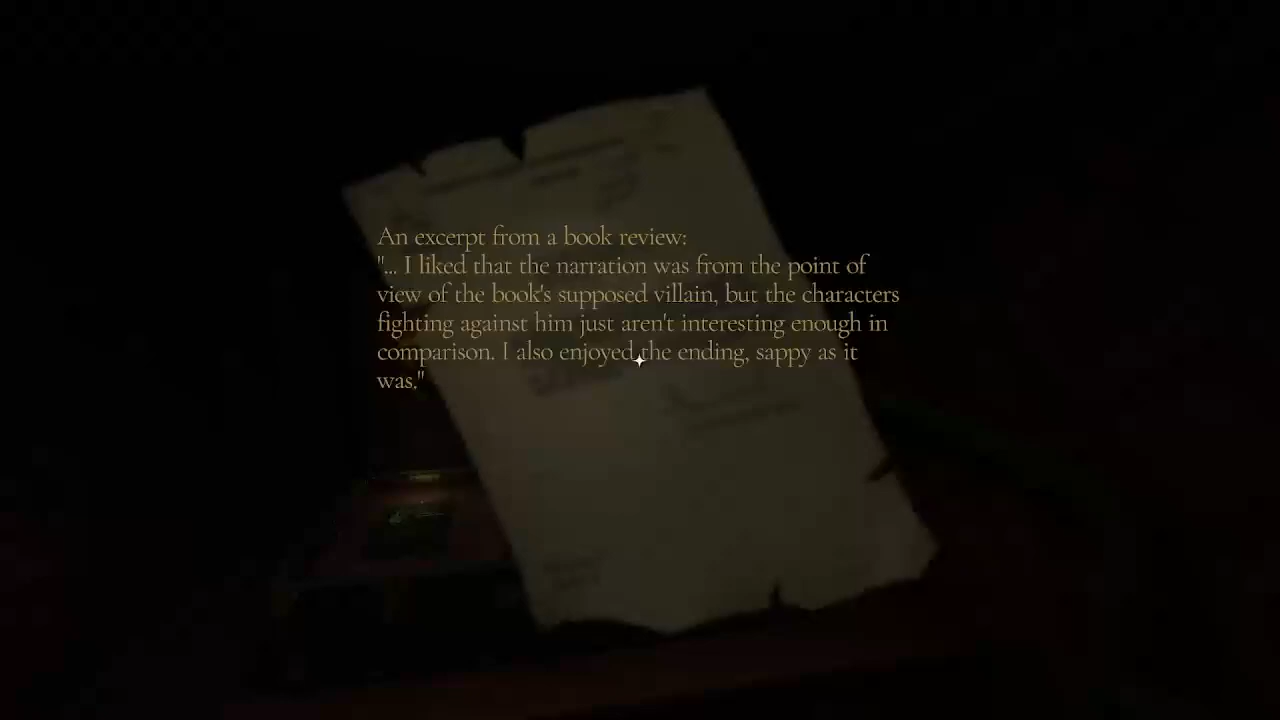 An excerpt from a book review:
"... I liked that the narration was from the point of
view of the book's supposed villain, but the characters
fighting against him just aren't interesting enough in
comparison. I also enjoyed the ending, sappy as it
was."